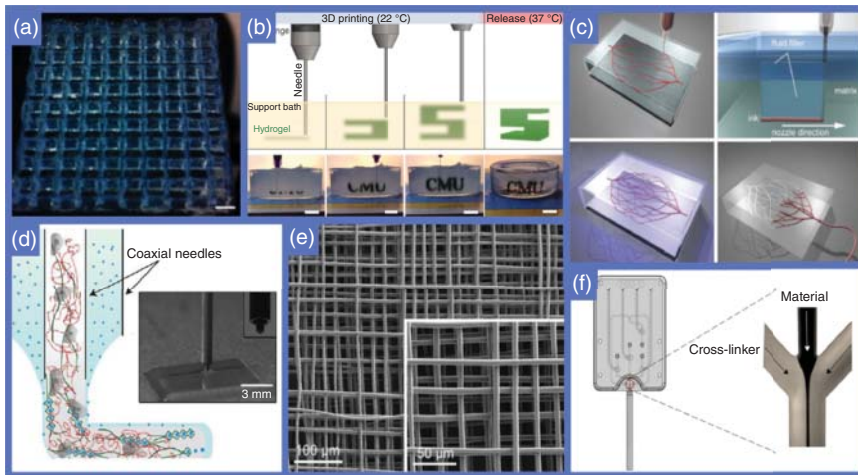 (a)
(b)
3D printing (22 °C)
Release (37 °C)
Needle
Support bath
Hydrogel
CMU
CMU
CMU
(c)
fluid filler
matrix
ink
nozzle direction
(d)
Coaxial needles
3 mm
(e)
100 µm
50 µm
(f)
Material
Cross-linker